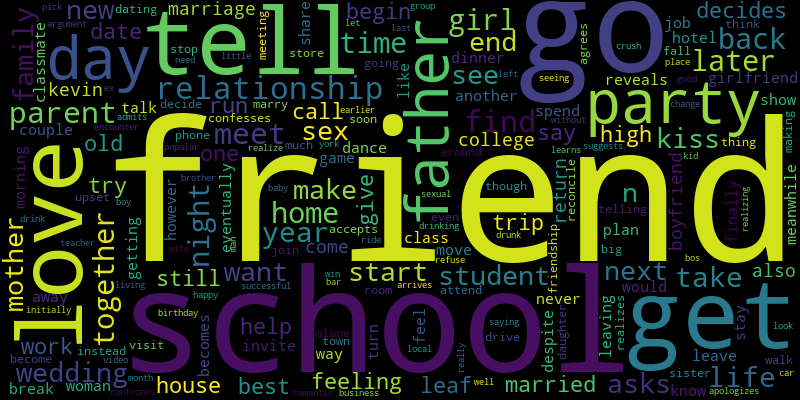 argument
pick
dating
new
marriage
begin
let
last
group
meeting
girl
decides
job
think
stop
share
family
classmate
date
store
time
end
hotel
back
crush
fall
place
agrees
need
little
going
day
tell
go
kevin
ex
dinner
see
seeing
left
later
reveals
girlfriend
good
relationship
like
another
parent
talk
run
marry
confesses
admits
call
earlier
soon
father
find
party
spend
change
show
couple
phone
much
sex
college
without
encounter
realize
york
dance
around
say
high
kiss
thing
making
old
meet
popular
one
game
learns
suggests
morning
try
brother
make
give
friend
though
return
reconcile
kid
boyfriend
telling
finally
realizing
meanwhile
upset
boy
baby
sexual
even
n
love
night
however
eventually
home
drinking
trip
plan
mother
drink
getting
teacher
man
year
accepts
class
drunk
big
together
join
come
ride
move
refuse
friendship
bos
wife
still
want
start
student
next
take
also
away
living
happy
successful
win
bar
arrives
room
attend
never
would
initially
school
get
birthday
help
alone
town
feel
saying
despite
daughter
leaving
realizes
stay
look
work
instead
becomes
invite
turn
drive
local
visit
way
really
sister
leave
walk
become
video
month
wedding
house
best
feeling
leaf
married
asks
life
know
car
break
woman
confronts
romantic
business
well
apologizes